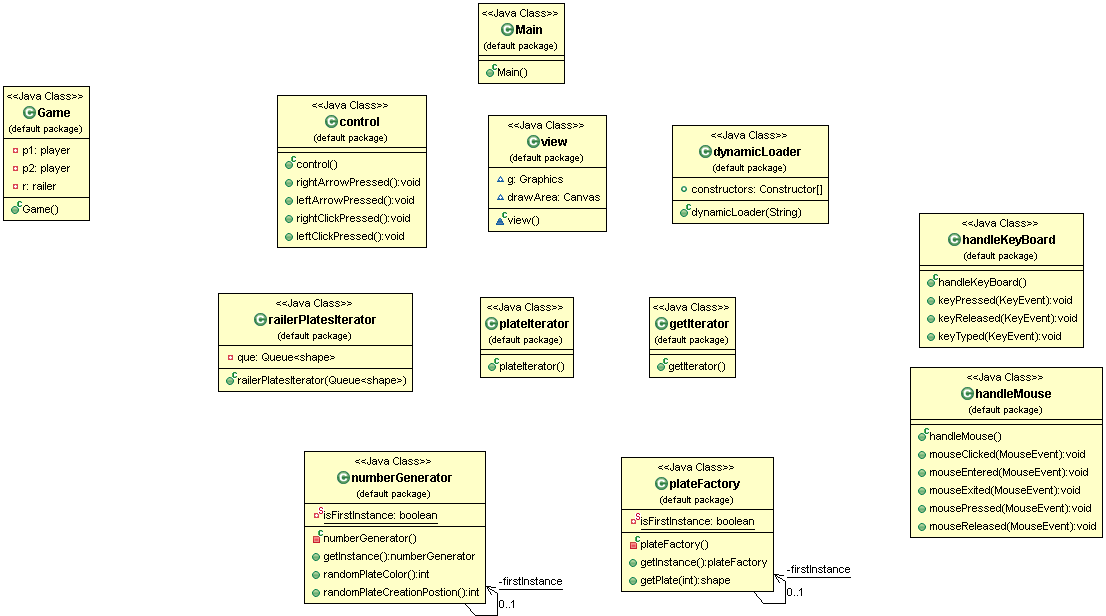 <<Java Class>>
Main
(default package)
Main()
<<Java Class>>
Game
(default package)
p1: player
p2: player
r: railer
Game()
<<Java Class>>
control
(default package)
control()
rightArrowPressed():void
leftArrowPressed():void
rightClickPressed():void
leftClickPressed():void
<<Java Class>>
view
(default package)
g: Graphics
drawArea: Canvas
view()
<<Java Class>>
dynamicLoader
(default package)
constructors: Constructor[]
dynamicLoader(String)
<<Java Class>>
handleKeyBoard
(default package)
handleKeyBoard()
keyPressed(KeyEvent):void
keyReleased(KeyEvent):void
keyTyped(KeyEvent):void
<<Java Class>>
railerPlatesIterator
(default package)
que: Queue<shape>
railerPlatesIterator(Queue<shape>)
<<Java Class>>
plateIterator
(default package)
plateIterator()
<<Java Class>>
getIterator
(default package)
getIterator()
<<Java Class>>
handleMouse
(default package)
handleMouse()
mouseClicked(MouseEvent):void
mouseEntered(MouseEvent):void
mouseExited(MouseEvent):void
mousePressed(MouseEvent):void
mouseReleased(MouseEvent):void
<<Java Class>>
numberGenerator
(default package)
isFirstInstance: boolean
numberGenerator()
getInstance():numberGenerator
randomPlateColor():int
randomPlateCreationPostion():int
-firstInstance
0..1
<<Java Class>>
plateFactory
(default package)
isFirstInstance: boolean
plateFactory()
getInstance():plateFactory
getPlate(int):shape
-firstInstance
0..1